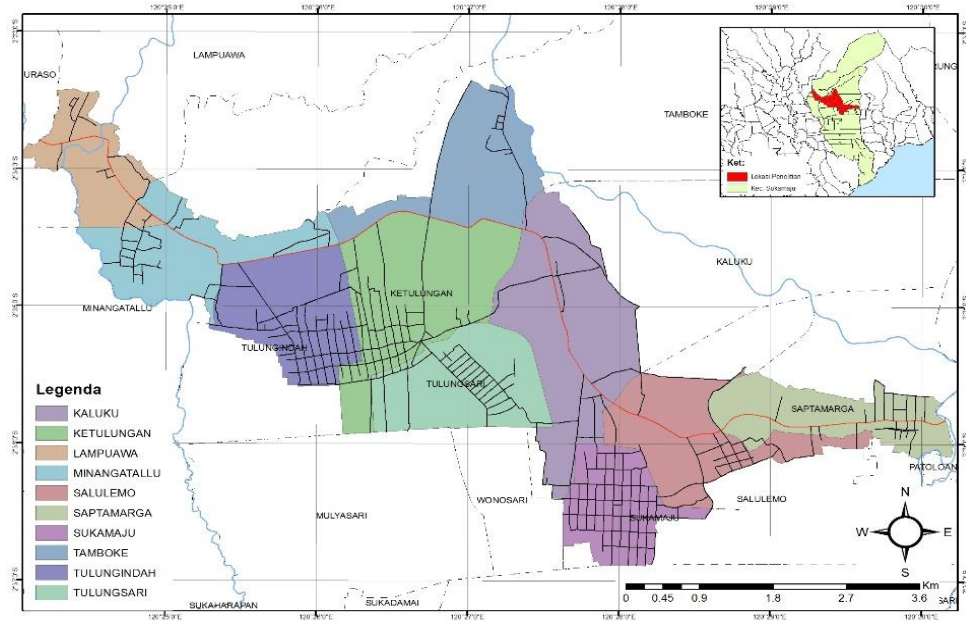 LAMPUAWA
URASO
TAMBOKE
Ket:
Lokasi Penelitian
Kec. Sukamaju
KALUKU
MINANGATALLU
KETULUNGAN
TULUNGINDAH
TULUNGSARI
SAPTAMARGA
PATOLOAN
SALULEMO
SUKAMAJU
WONOSARI
MULYASARI
SUKADAMAI
SUKAHARAPAN
Legenda
KALUKU
KETULUNGAN
LAMPUAWA
MINANGATALLU
SALULEMO
SAPTAMARGA
SUKAMAJU
TAMBOKE
TULUNGINDAH
TULUNGSARI
N
W E
S
Km
0 0.45 0.9 1.8 2.7 3.6